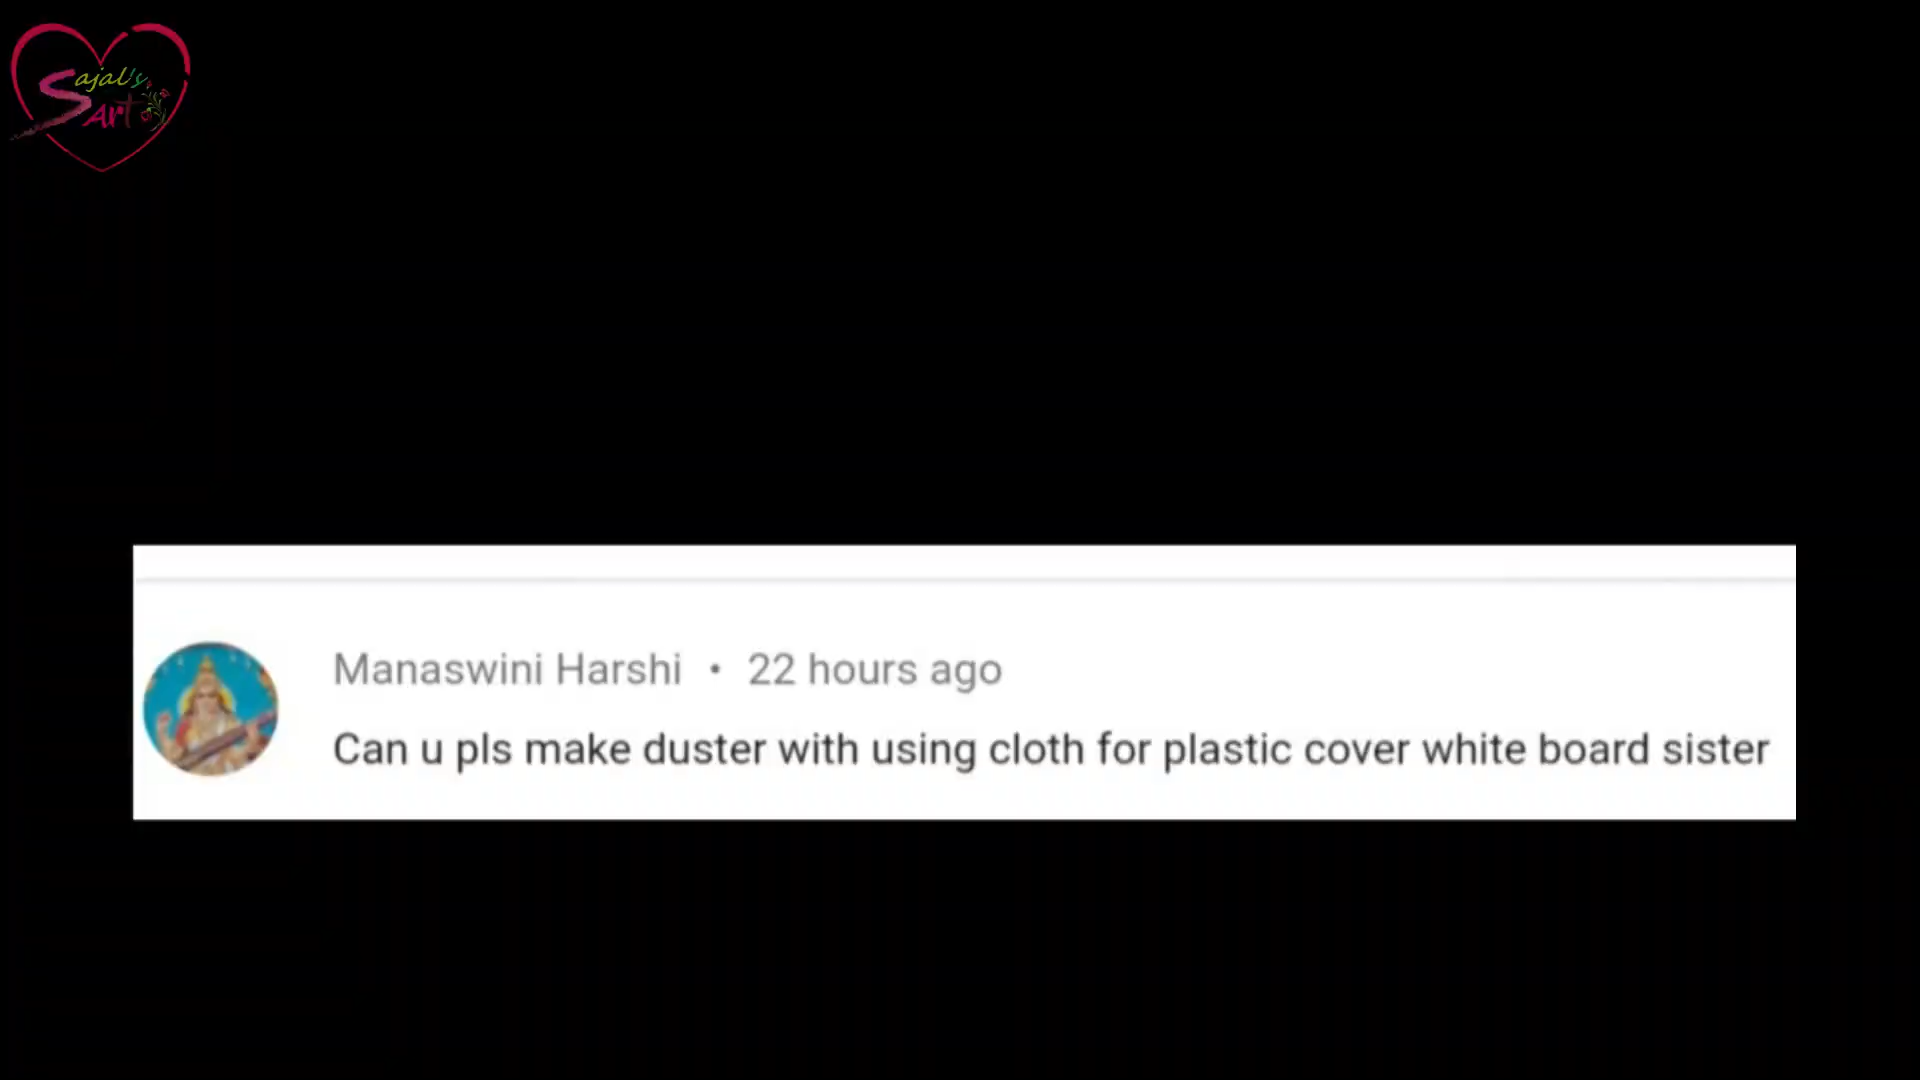 Sajal's
Art
Manaswini Harshi • 22 hours ago
Can u pls make duster with using cloth for plastic cover white board sister